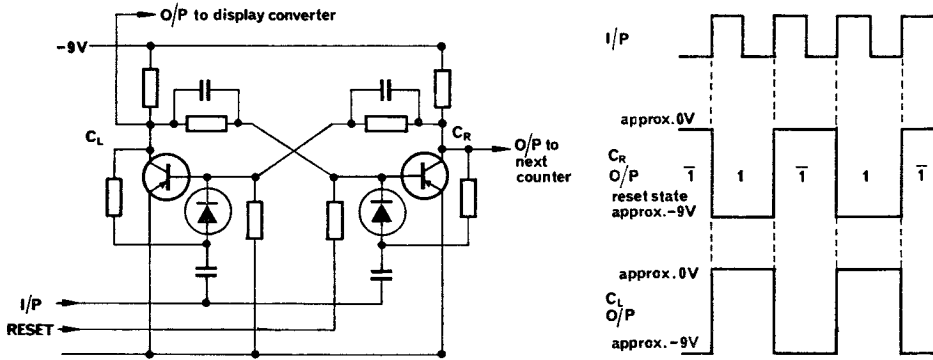 O/P to display converter
-9V
C_L
C_R
O/P to
next
counter
I/P
RESET
I/P
approx.0V
C_R
O/P
reset state
approx.-9V
1̅ 1 1̅ 1 1̅
approx.0V
C_L
O/P
approx.-9V